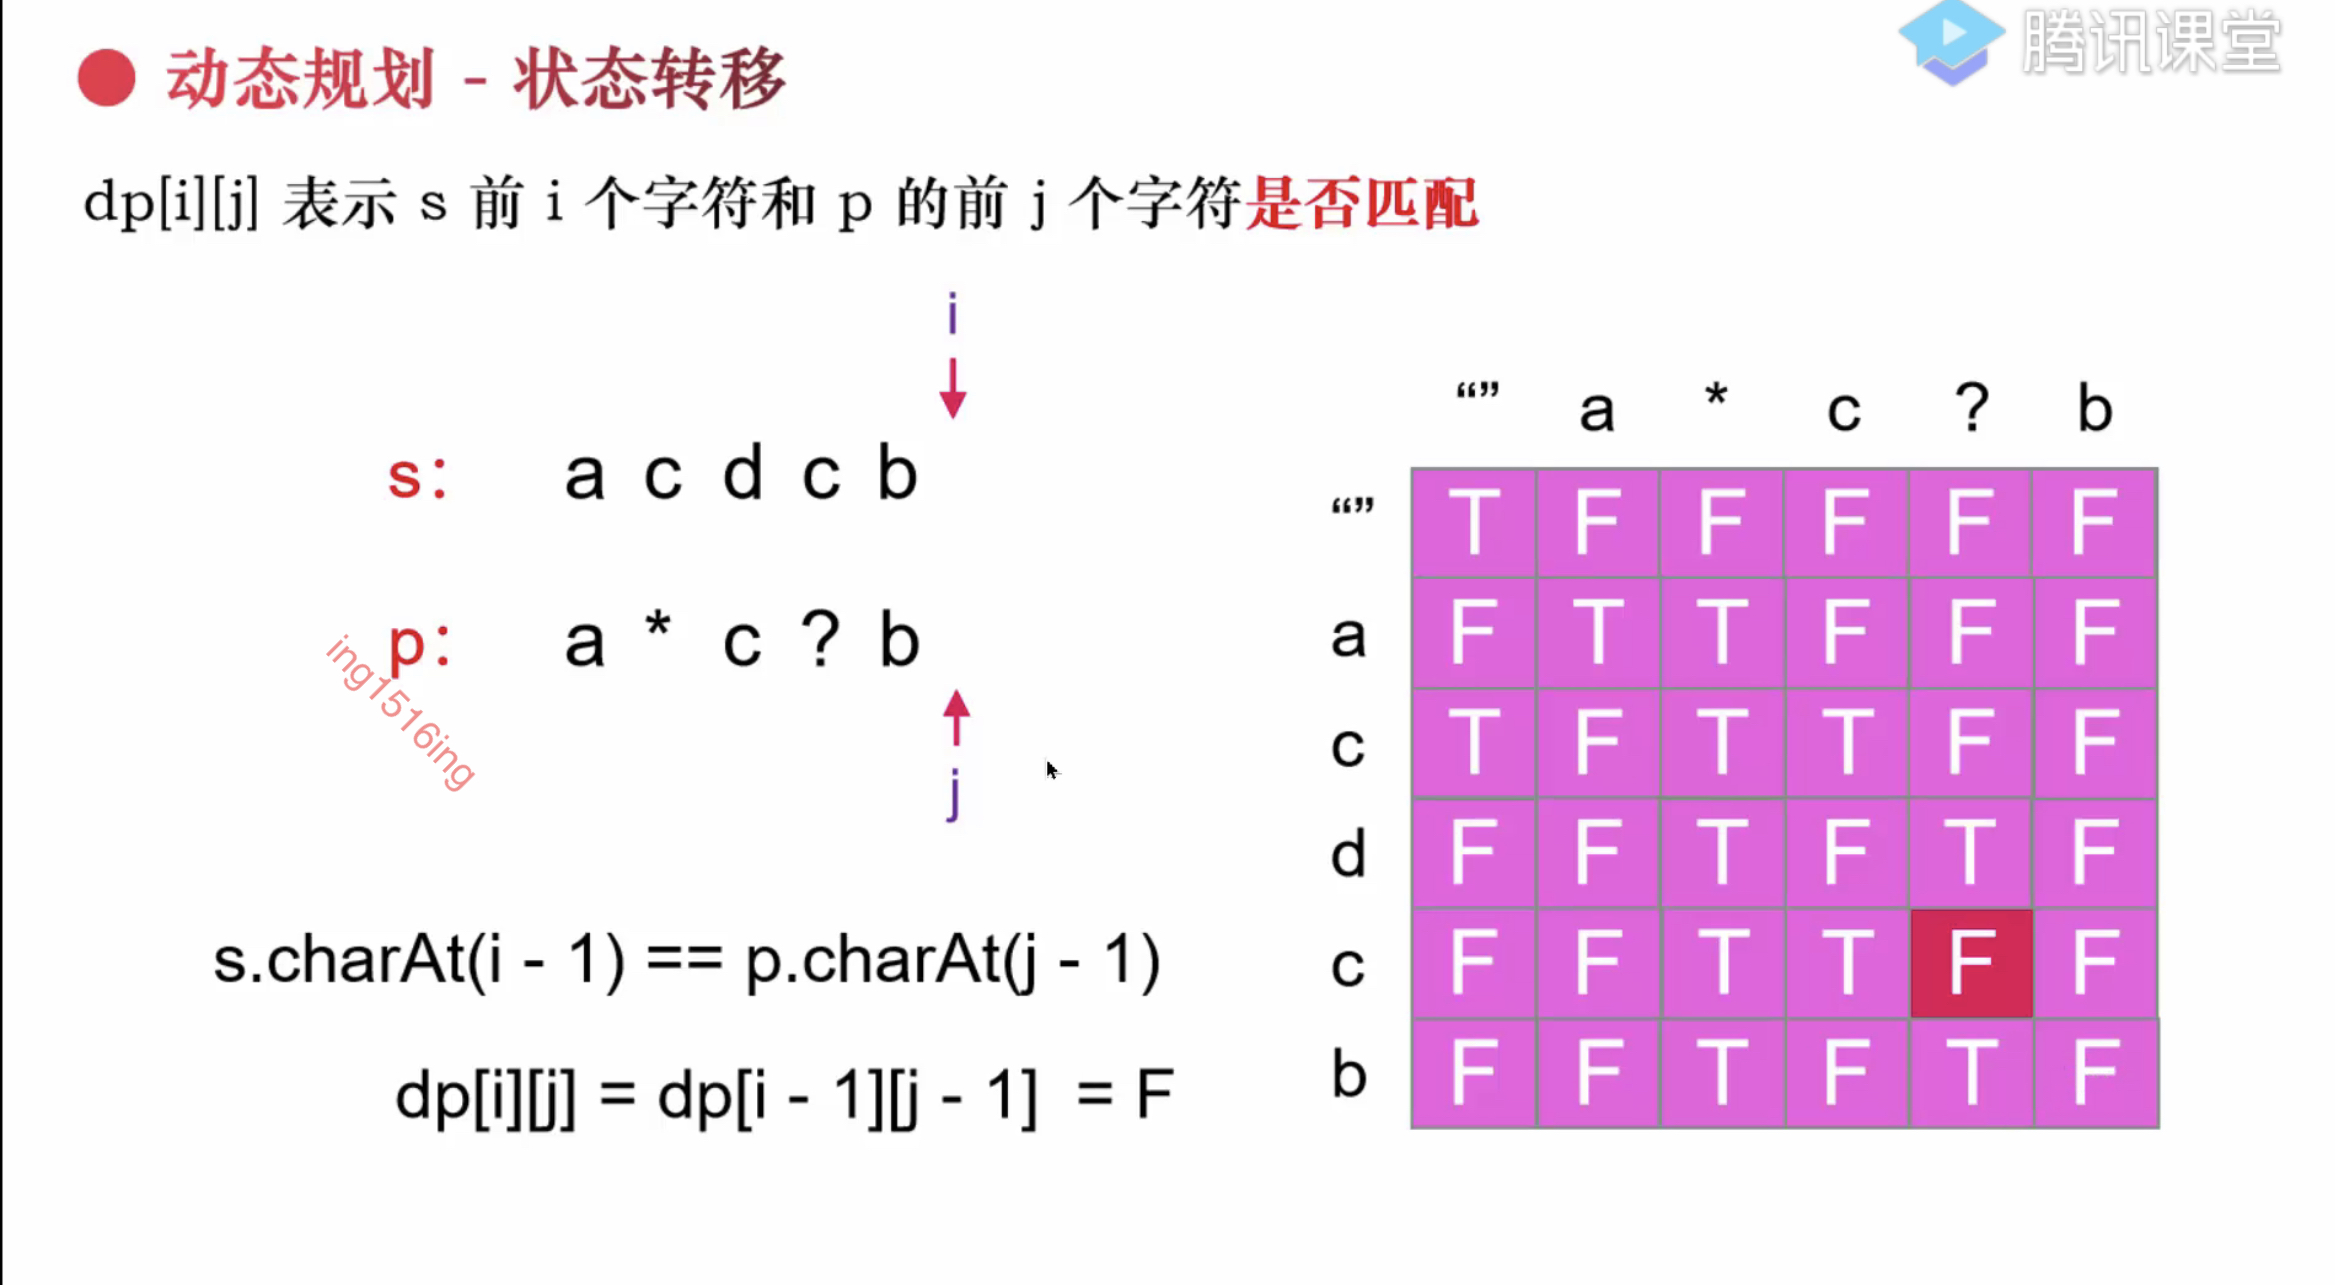 动态规划 - 状态转移
腾讯课堂
dp[i][j] 表示 s 前 i 个字符和 p 的前 j 个字符是否匹配
i
s: a c d c b
p: a * c ? b
j
ing1516ing
s.charAt(i - 1) == p.charAt(j - 1)
dp[i][j] = dp[i - 1][j - 1] = F
“” a * c ? b
“” T F F F F F
a F T T F F F
c T F T T F F
d F F T F T F
c F F T T F F
b F F T F T F